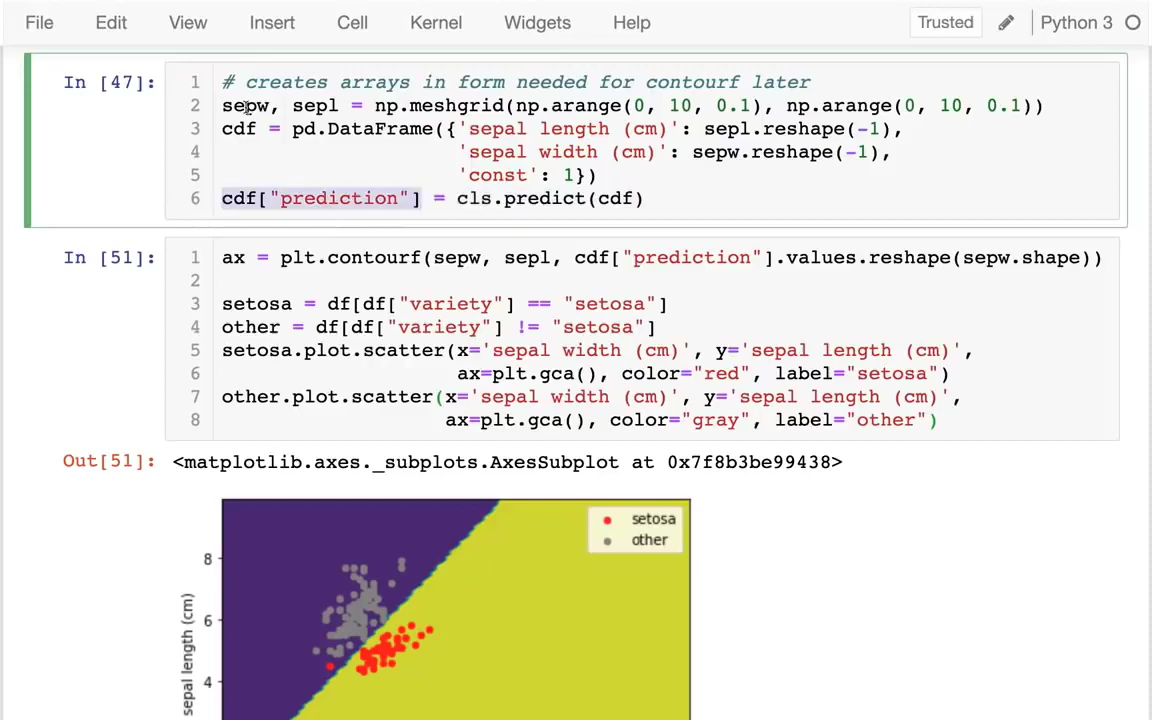 File Edit View Insert Cell Kernel Widgets Help Trusted Python 3
In [47]:
1 # creates arrays in form needed for contourf later
2 sepw, sepl = np.meshgrid(np.arange(0, 10, 0.1), np.arange(0, 10, 0.1))
3 cdf = pd.DataFrame({'sepal length (cm)': sepl.reshape(-1),
4 'sepal width (cm)': sepw.reshape(-1),
5 'const': 1})
6 cdf["prediction"] = cls.predict(cdf)
In [51]:
1 ax = plt.contourf(sepw, sepl, cdf["prediction"].values.reshape(sepw.shape))
2
3 setosa = df[df["variety"] == "setosa"]
4 other = df[df["variety"] != "setosa"]
5 setosa.plot.scatter(x='sepal width (cm)', y='sepal length (cm)',
6 ax=plt.gca(), color="red", label="setosa")
7 other.plot.scatter(x='sepal width (cm)', y='sepal length (cm)',
8 ax=plt.gca(), color="gray", label="other")
Out[51]: <matplotlib.axes._subplots.AxesSubplot at 0x7f8b3be99438>
setosa
other
8
6
4
sepal length (cm)